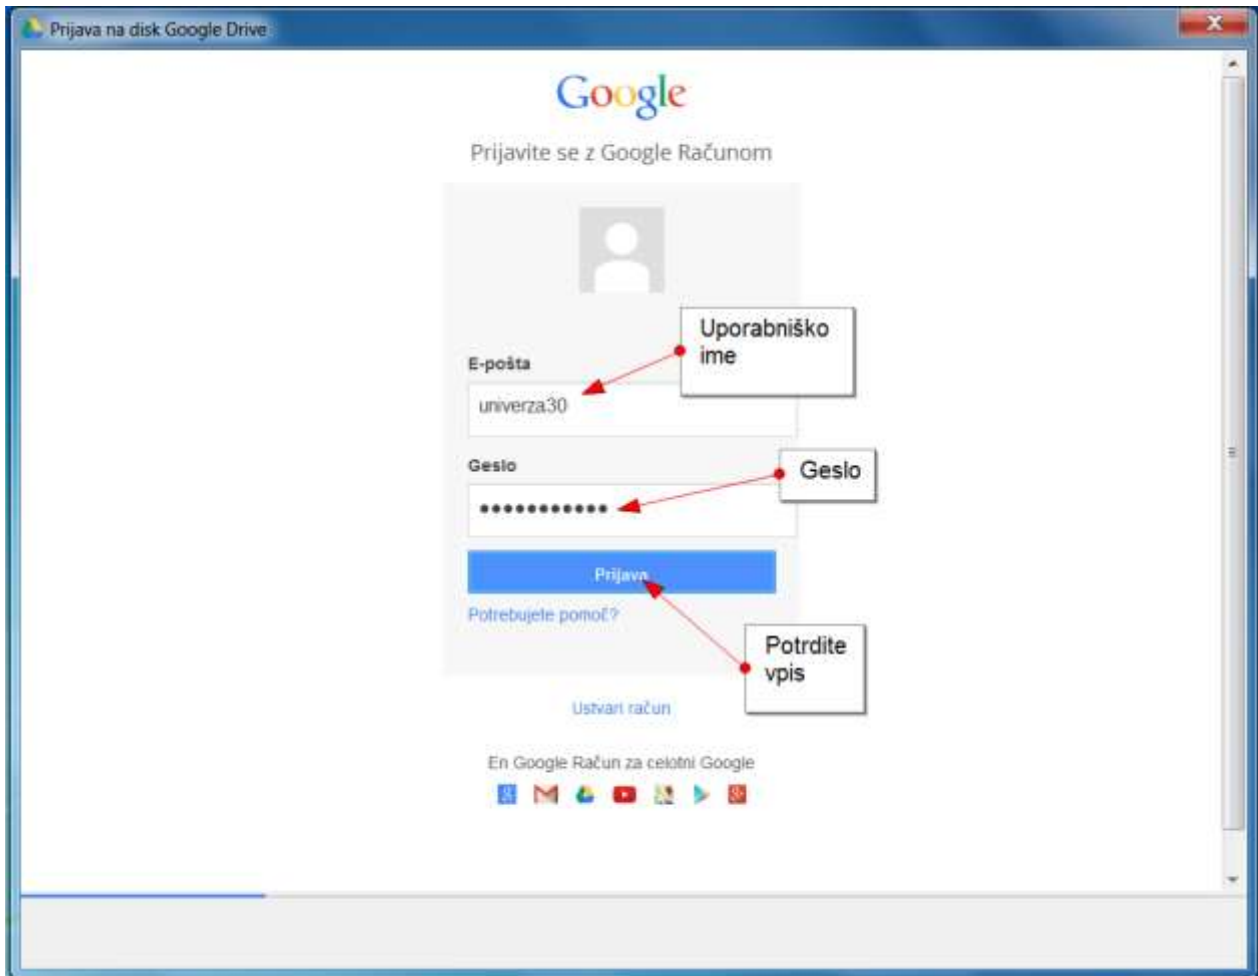 Prijava na disk Google Drive
Google
Prijavite se z Google Računom
Uporabniško
ime
E-pošta
univerza30
Geslo
Geslo
•••••••••••
Prijava
Potrebujete pomoč?
Potrdite
vpis
Ustvari račun
En Google Račun za celotni Google